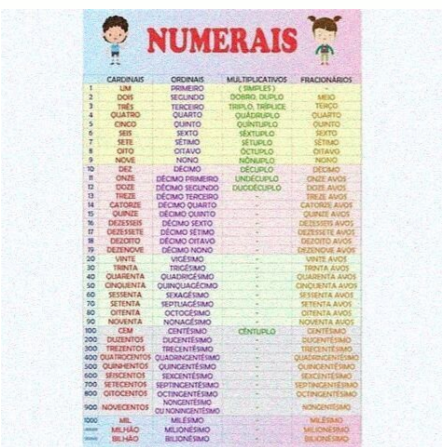 NUMERAIS
CARDINAIS ORDINAIS MULTIPLICATIVOS FRACIONÁRIOS
1 UM PRIMEIRO (SIMPLES)
2 DOIS SEGUNDO DOBRO, DUPLO MEIO
3 TRÊS TERCEIRO TRIPLO, TRÍPLICE TERÇO
4 QUATRO QUARTO QUÁDRUPLO QUARTO
5 CINCO QUINTO QUÍNTUPLO QUINTO
6 SEIS SEXTO SÊXTUPLO SEXTO
7 SETE SÉTIMO SÉTUPLO SÉTIMO
8 OITO OITAVO ÓCTUPLO OITAVO
9 NOVE NONO NÔNUPLO NONO
10 DEZ DÉCIMO DÉCUPLO DÉCIMO
11 ONZE DÉCIMO PRIMEIRO UNDÉCUPLO ONZE AVOS
12 DOZE DÉCIMO SEGUNDO DUODÉCUPLO DOZE AVOS
13 TREZE DÉCIMO TERCEIRO - TREZE AVOS
14 CATORZE DÉCIMO QUARTO - CATORZE AVOS
15 QUINZE DÉCIMO QUINTO - QUINZE AVOS
16 DEZESSEIS DÉCIMO SEXTO - DEZESSEIS AVOS
17 DEZESSETE DÉCIMO SÉTIMO - DEZESSETE AVOS
18 DEZOITO DÉCIMO OITAVO - DEZOITO AVOS
19 DEZENOVE DÉCIMO NONO - DEZENOVE AVOS
20 VINTE VIGÉSIMO - VINTE AVOS
30 TRINTA TRIGÉSIMO - TRINTA AVOS
40 QUARENTA QUADRIGÉSIMO - QUARENTA AVOS
50 CINQUENTA QUINQUAGÉCIMO - CINQUENTA AVOS
60 SESSENTA SEXAGÉSIMO - SESSENTA AVOS
70 SETENTA SEPTUAGÉSIMO - SETENTA AVOS
80 OITENTA OCTOGÉSIMO - OITENTA AVOS
90 NOVENTA NONAGÉSIMO - NOVENTA AVOS
100 CEM CENTÉSIMO CÊNTUPLO CENTÉSIMO
200 DUZENTOS DUCENTÉSIMO - DUCENTÉSIMO
300 TREZENTOS TRECENTÉSIMO - TRECENTÉSIMO
400 QUATROCENTOS QUADRINGENTÉSIMO - QUADRINGENTÉSIMO
500 QUINHENTOS QUINGENTÉSIMO - QUINGENTÉSIMO
600 SEISCENTOS SEXCENTÉSIMO - SEXCENTÉSIMO
700 SETECENTOS SEPTINGENTÉSIMO - SEPTINGENTÉSIMO
800 OITOCENTOS OCTINGENTÉSIMO - OCTINGENTÉSIMO
900 NOVECENTOS NONGENTÉSIMO OU NONINGENTÉSIMO - NONGENTÉSIMO
1000 MIL MILÉSIMO - MILÉSIMO
MILHÃO MILIONÉSIMO - MILIONÉSIMO
BILHÃO BILIONÉSIMO - BILIONÉSIMO